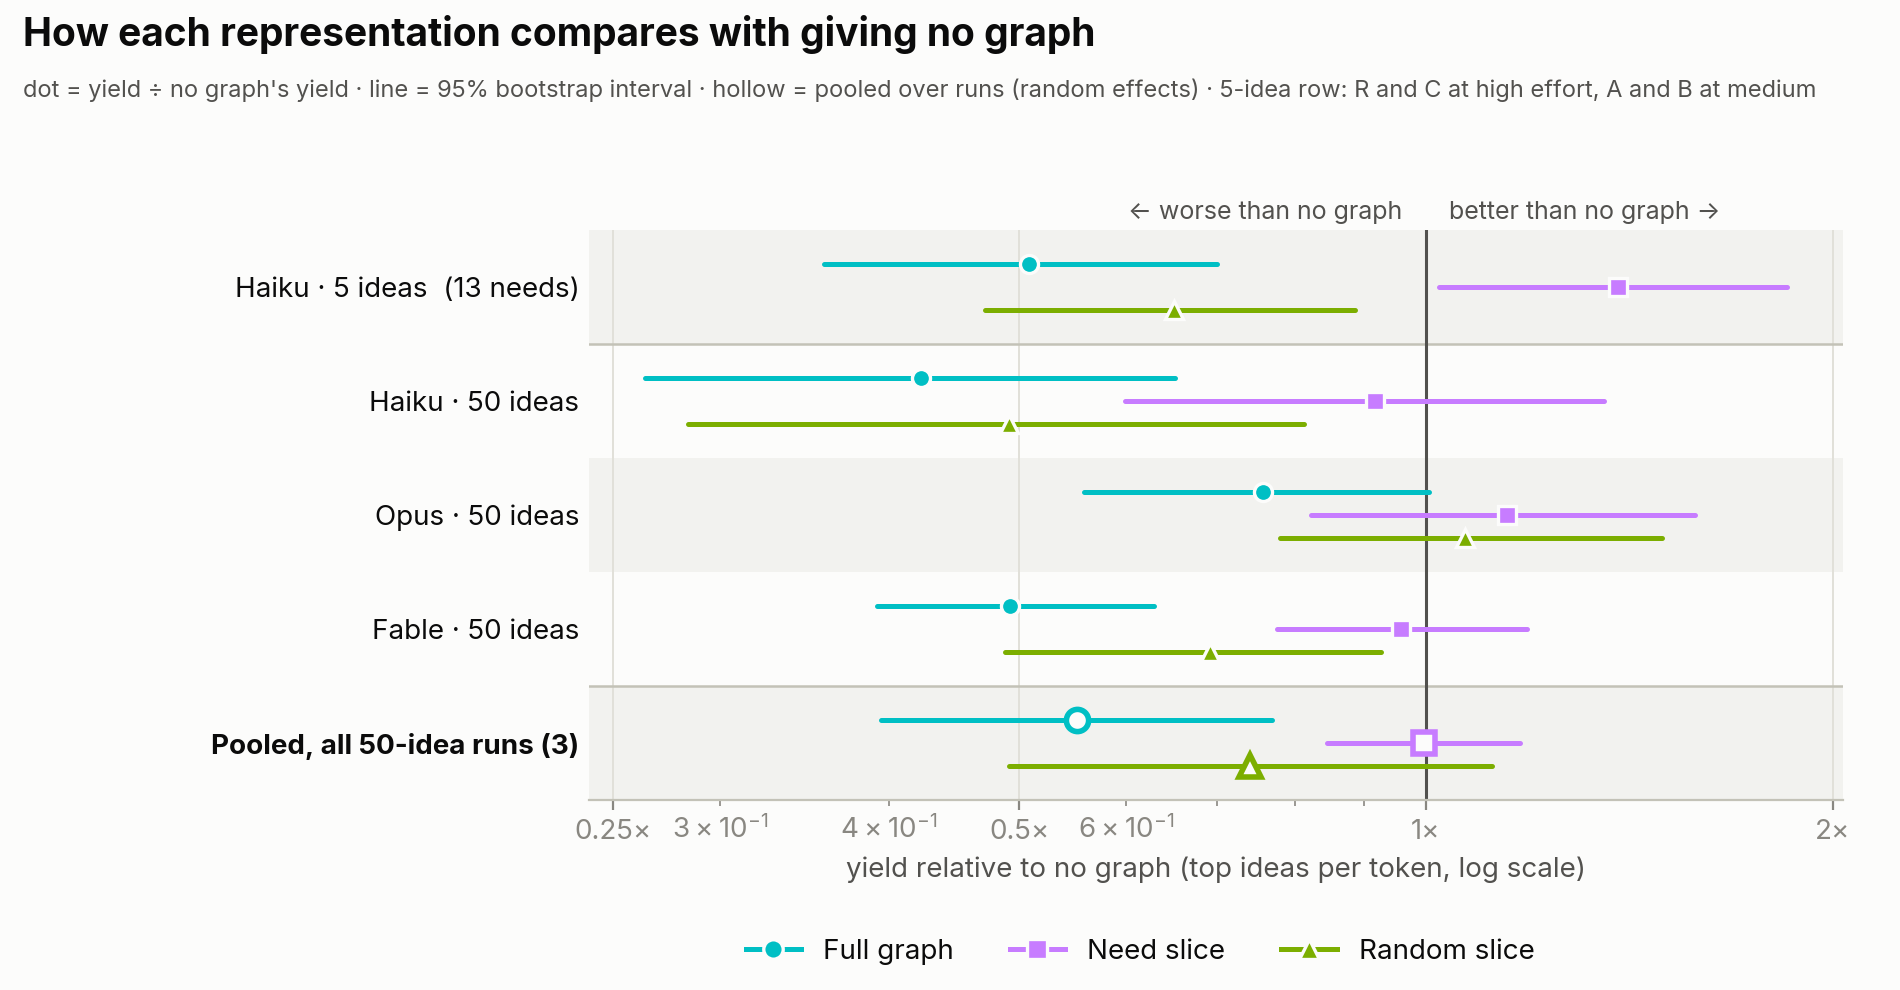 How each representation compares with giving no graph
dot = yield ÷ no graph's yield · line = 95% bootstrap interval · hollow = pooled over runs (random effects) · 5-idea row: R and C at high effort, A and B at medium
← worse than no graph
better than no graph →
Haiku · 5 ideas  (13 needs)
Haiku · 50 ideas
Opus · 50 ideas
Fable · 50 ideas
Pooled, all 50-idea runs (3)
0.25× 3 × 10⁻¹ 4 × 10⁻¹ 0.5× 6 × 10⁻¹ 1× 2×
yield relative to no graph (top ideas per token, log scale)
Full graph Need slice Random slice